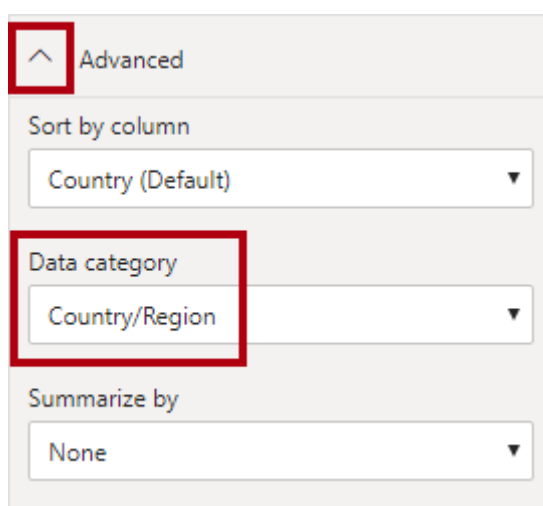 Advanced
Sort by column
Country (Default)
Data category
Country/Region
Summarize by
None